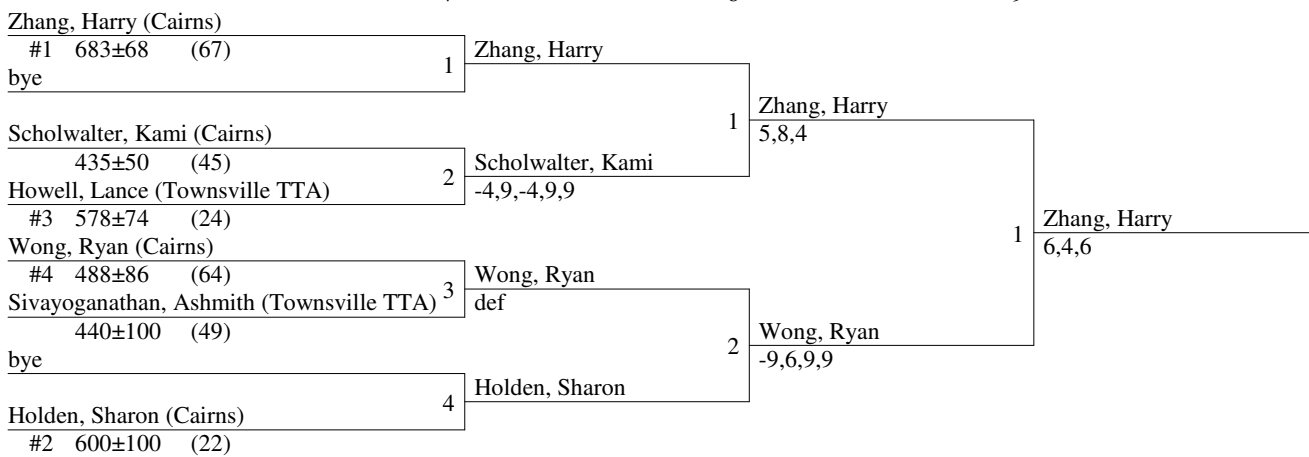 Zhang, Harry (Cairns)
#1 683±68 (67)
bye
1
Zhang, Harry
Scholwalter, Kami (Cairns)
435±50 (45)
Howell, Lance (Townsville TTA)
#3 578±74 (24)
2
Scholwalter, Kami
-4,9,-4,9,9
1
Zhang, Harry
5,8,4
Wong, Ryan (Cairns)
#4 488±86 (64)
Sivayoganathan, Ashmith (Townsville TTA)
440±100 (49)
3
Wong, Ryan
def
bye
Holden, Sharon (Cairns)
#2 600±100 (22)
4
Holden, Sharon
2
Wong, Ryan
-9,6,9,9
1
Zhang, Harry
6,4,6